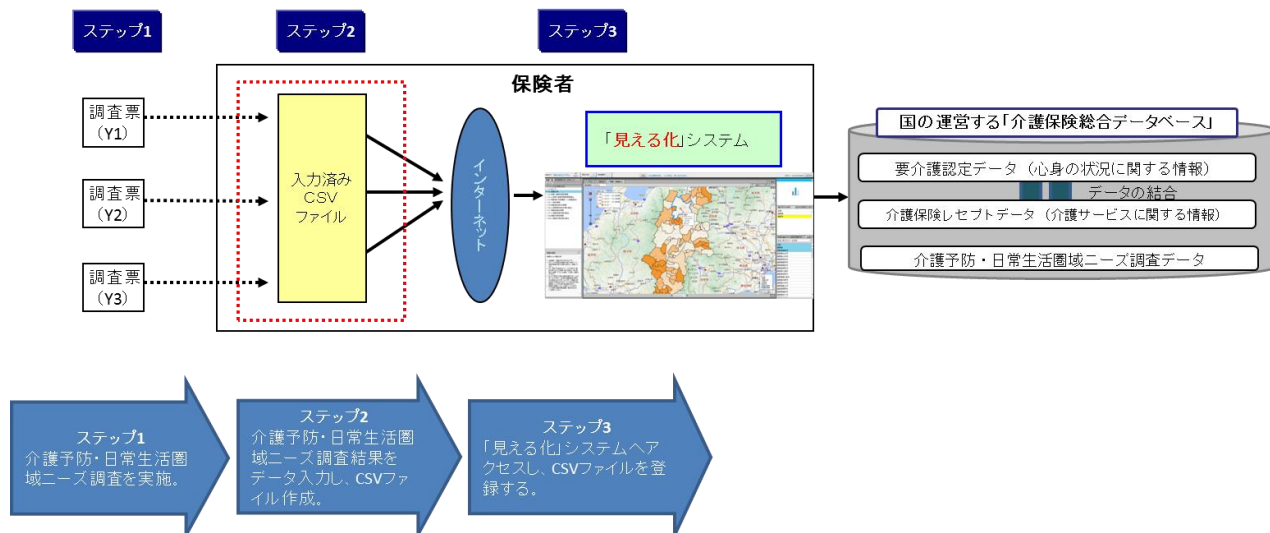 ステップ1
ステップ2
ステップ3
保険者
調査票
(Y1)
調査票
(Y2)
調査票
(Y3)
入力済み
CSV
ファイル
インターネット
「見える化」システム
国の運営する「介護保険総合データベース」
要介護認定データ（心身の状況に関する情報）
データの結合
介護保険レセプトデータ（介護サービスに関する情報）
介護予防・日常生活圏域ニーズ調査データ
ステップ1
介護予防・日常生活圏
域ニーズ調査を実施。
ステップ2
介護予防・日常生活圏
域ニーズ調査結果を
データ入力し、CSVファ
イル作成。
ステップ3
「見える化」システムへア
クセスし、CSVファイルを登
録する。